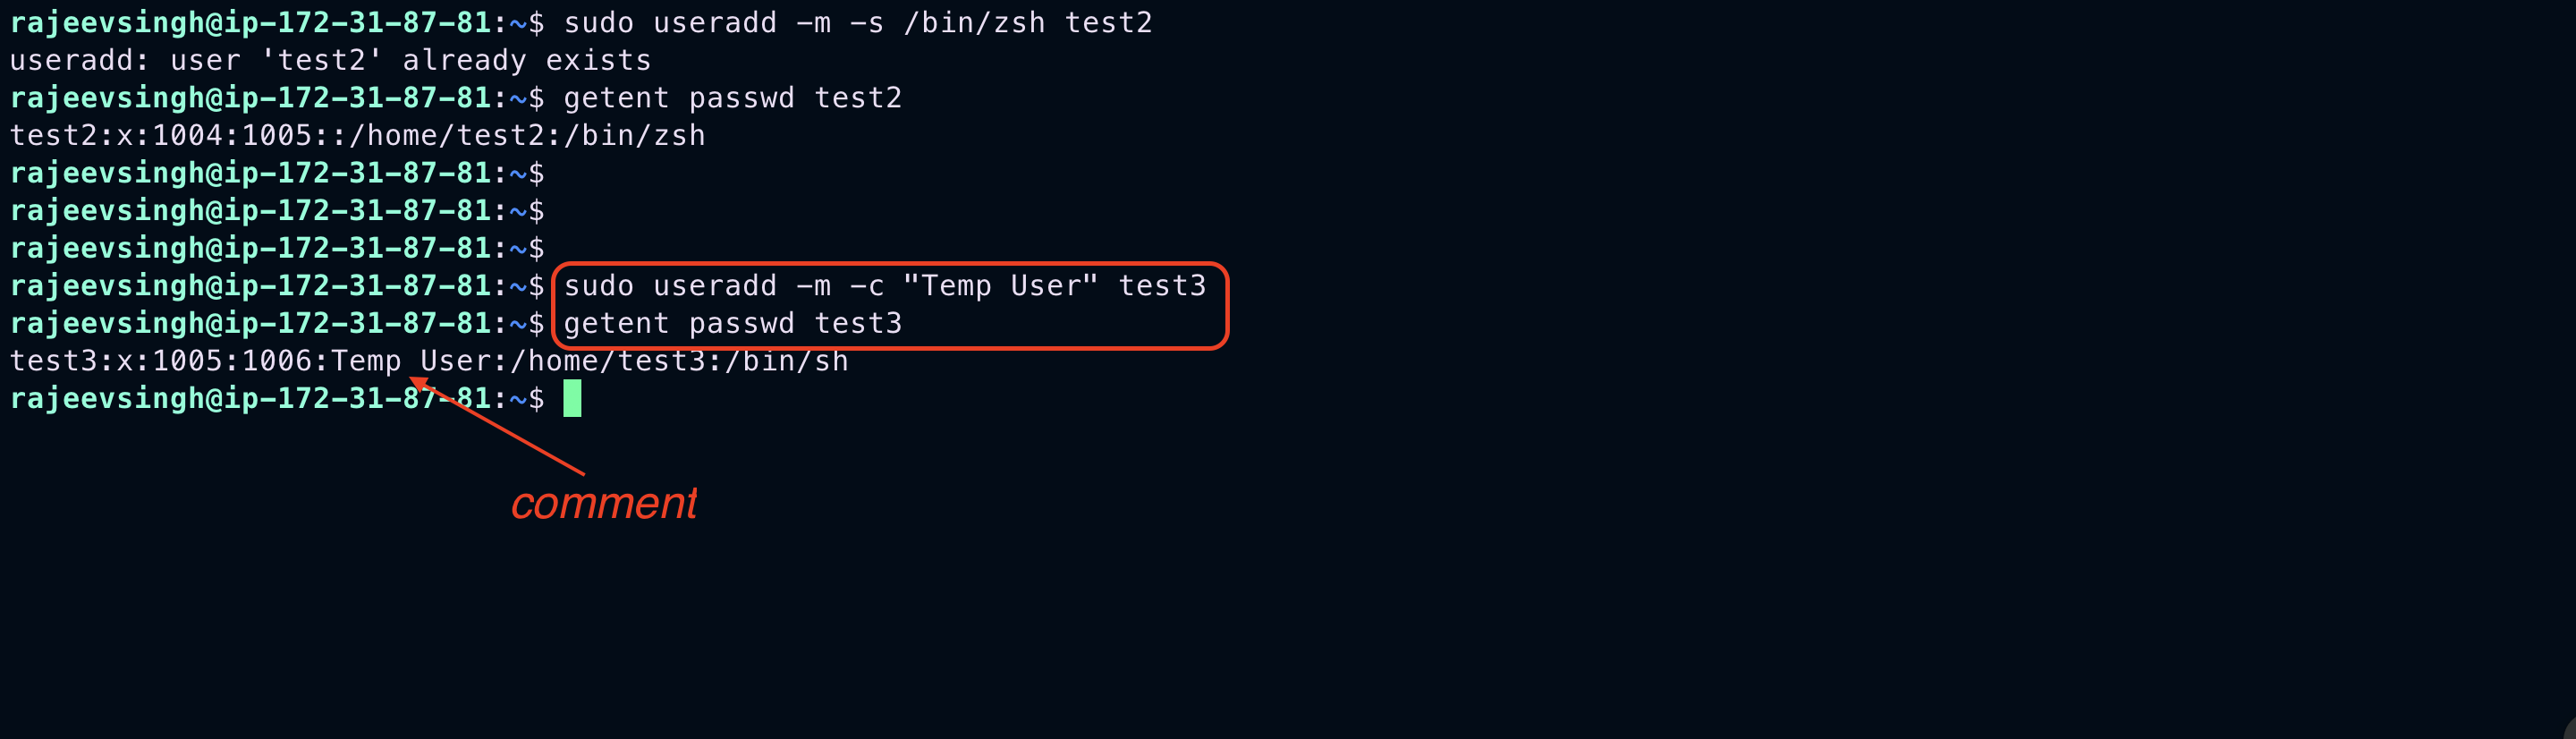 rajeevsingh@ip-172-31-87-81:~$ sudo useradd -m -s /bin/zsh test2
useradd: user 'test2' already exists
rajeevsingh@ip-172-31-87-81:~$ getent passwd test2
test2:x:1004:1005::/home/test2:/bin/zsh
rajeevsingh@ip-172-31-87-81:~$
rajeevsingh@ip-172-31-87-81:~$
rajeevsingh@ip-172-31-87-81:~$
rajeevsingh@ip-172-31-87-81:~$ sudo useradd -m -c "Temp User" test3
rajeevsingh@ip-172-31-87-81:~$ getent passwd test3
test3:x:1005:1006:Temp User:/home/test3:/bin/sh
rajeevsingh@ip-172-31-87-81:~$
comment